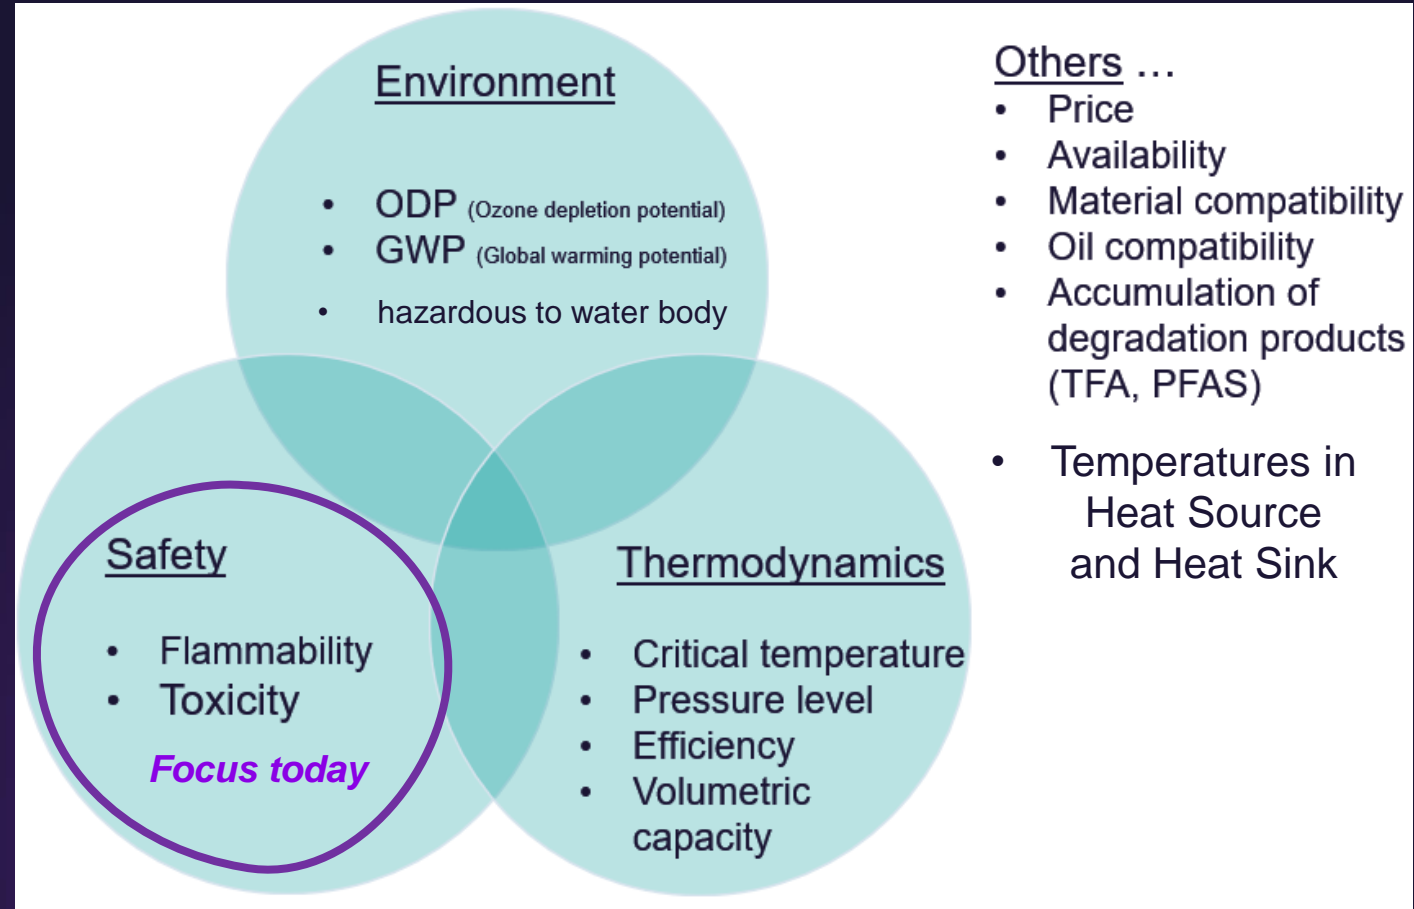 Environment
• ODP (Ozone depletion potential)
• GWP (Global warming potential)
• hazardous to water body
Safety
• Flammability
• Toxicity
Focus today
Thermodynamics
• Critical temperature
• Pressure level
• Efficiency
• Volumetric
capacity
Others ...
• Price
• Availability
• Material compatibility
• Oil compatibility
• Accumulation of
degradation products
(TFA, PFAS)
• Temperatures in
Heat Source
and Heat Sink